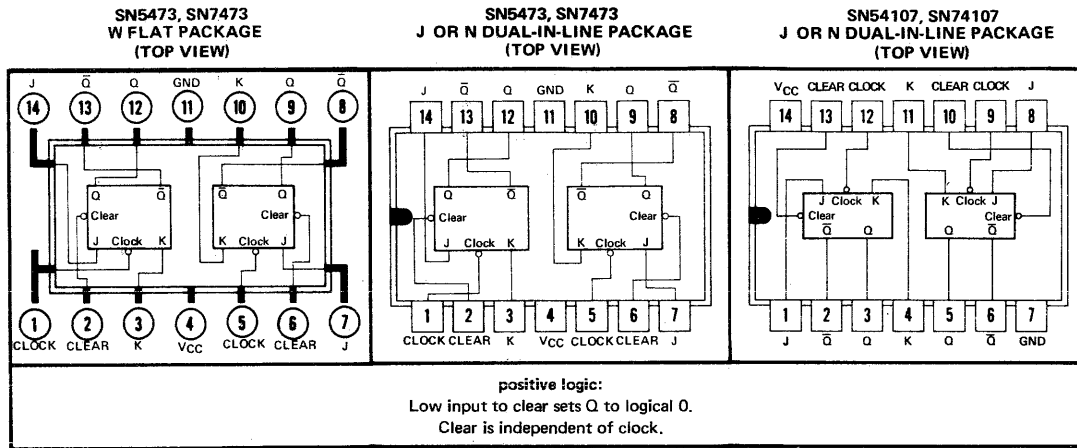 SN5473, SN7473
W FLAT PACKAGE
(TOP VIEW)
J Q̅ Q GND K Q Q̅
14 13 12 11 10 9 8
Q Q̅ Q̅ Q
Clear Clear
J Clock K K Clock J
1 2 3 4 5 6 7
CLOCK CLEAR K VCC CLOCK CLEAR J
SN5473, SN7473
J OR N DUAL-IN-LINE PACKAGE
(TOP VIEW)
J Q̅ Q GND K Q Q̅
14 13 12 11 10 9 8
Q Q̅ Q̅ Q
Clear Clear
J Clock K K Clock J
1 2 3 4 5 6 7
CLOCK CLEAR K VCC CLOCK CLEAR J
SN54107, SN74107
J OR N DUAL-IN-LINE PACKAGE
(TOP VIEW)
VCC CLEAR CLOCK K CLEAR CLOCK J
14 13 12 11 10 9 8
J Clock K K Clock J
Clear Clear
Q̅ Q Q Q̅
1 2 3 4 5 6 7
J Q̅ Q K Q Q̅ GND
positive logic:
Low input to clear sets Q to logical 0.
Clear is independent of clock.